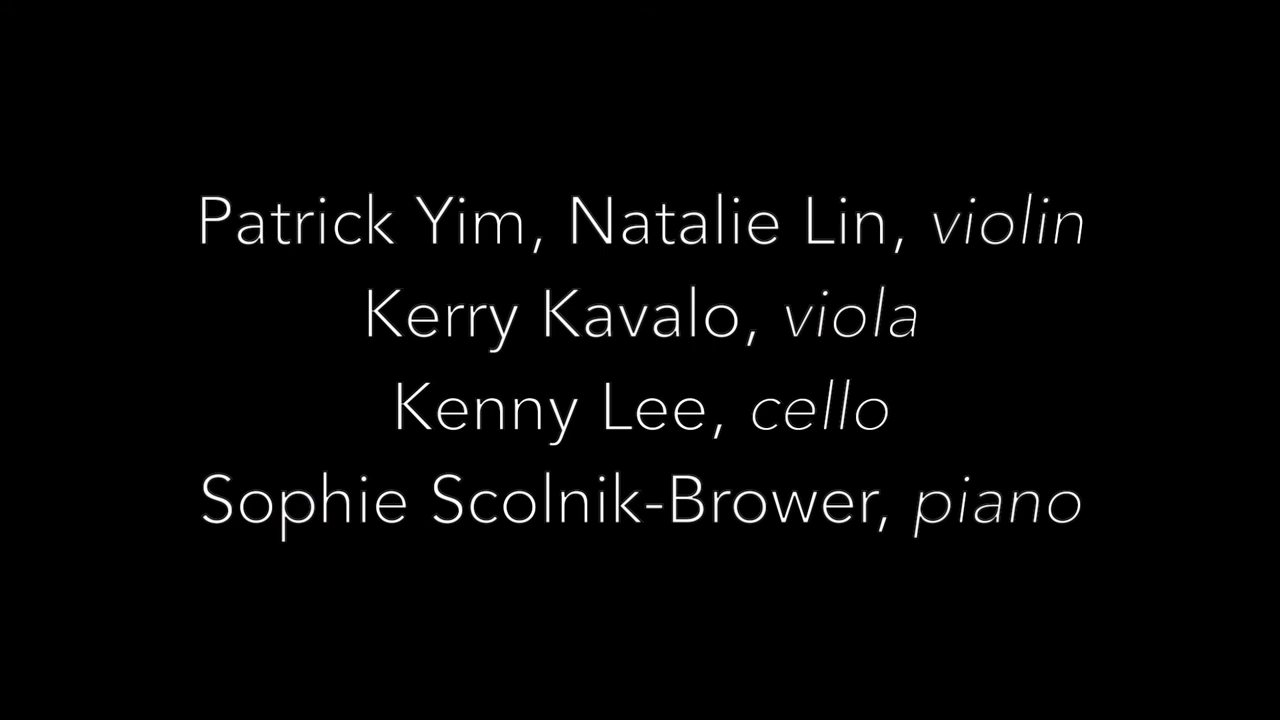 Patrick Yim, Natalie Lin, violin
Kerry Kavalo, viola
Kenny Lee, cello
Sophie Scolnik-Brower, piano